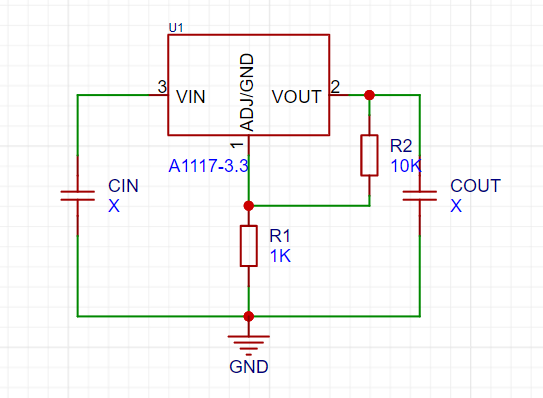 U1
3
VIN
ADJ/GND
VOUT
2
1
A1117-3.3
R2
10K
CIN
X
COUT
X
R1
1K
GND